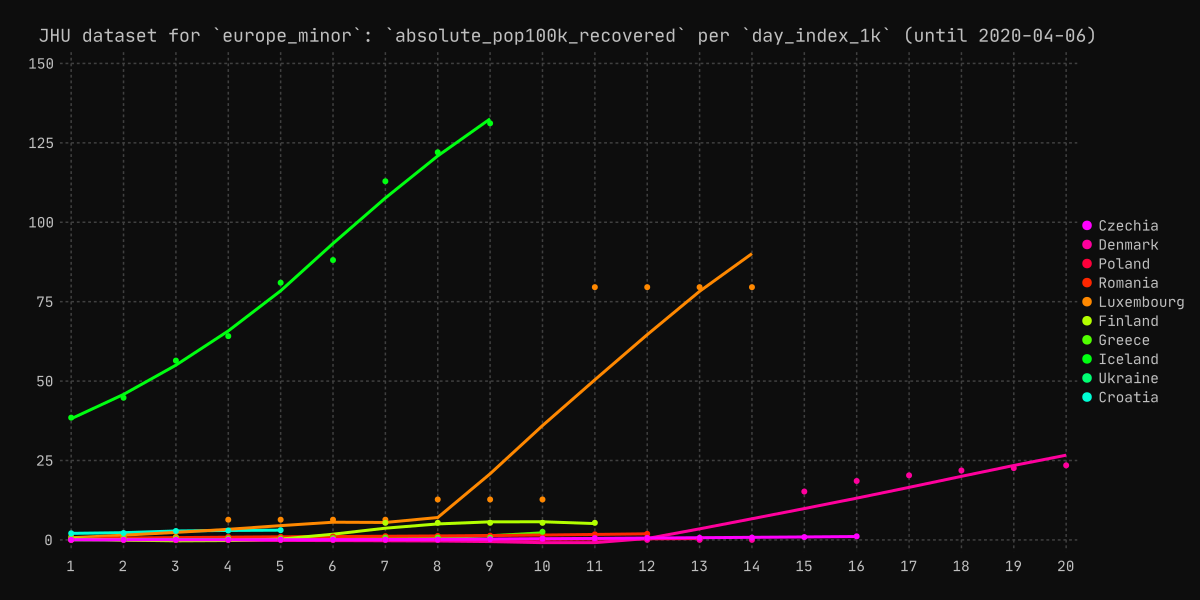 JHU dataset for `europe_minor`: `absolute_pop100k_recovered` per `day_index_1k` (until 2020-04-06)
150
125
100
75
50
25
0
1 2 3 4 5 6 7 8 9 10 11 12 13 14 15 16 17 18 19 20
Czechia
Denmark
Poland
Romania
Luxembourg
Finland
Greece
Iceland
Ukraine
Croatia